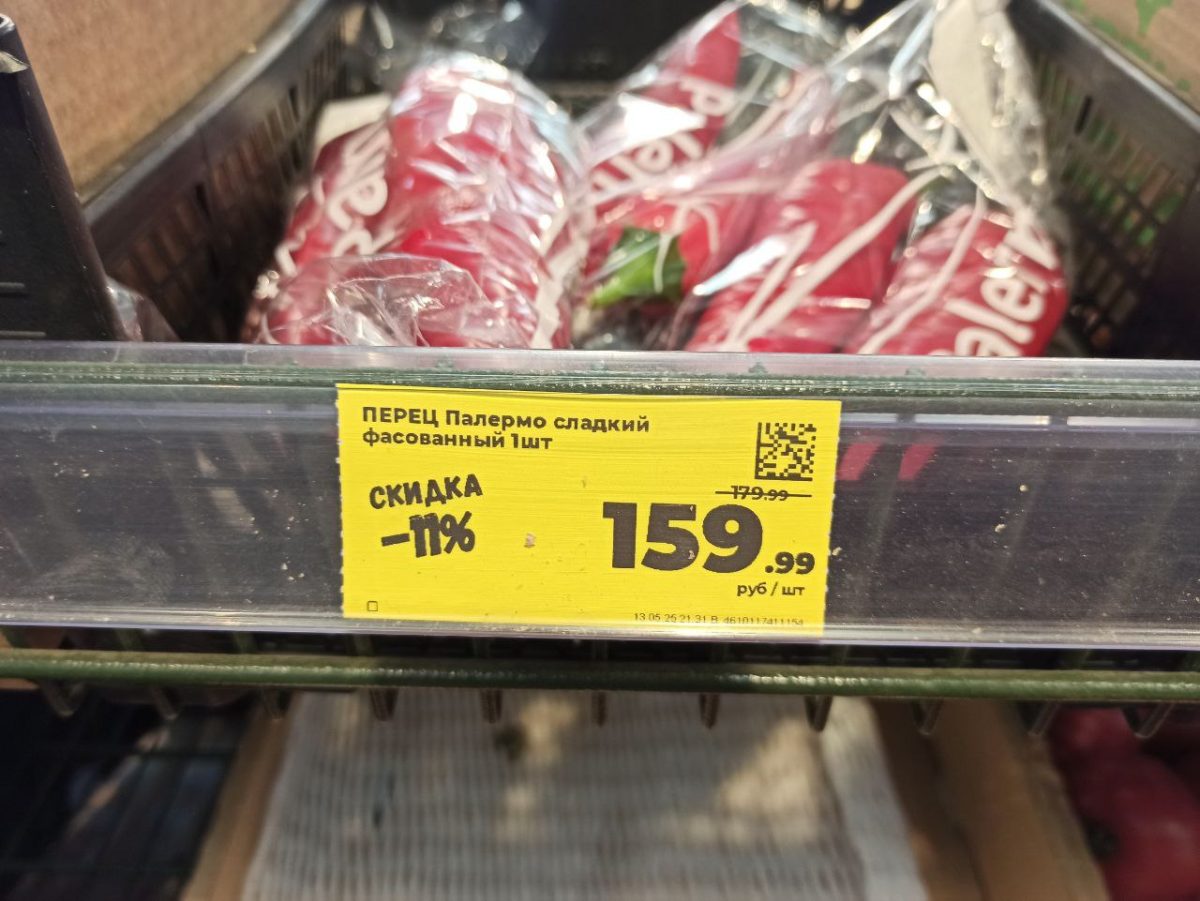 Palermo
ПЕРЕЦ Палермо сладкий
фасованный 1шт
СКИДКА
-11%
179.99
159.99
руб / шт
13.05.25 21:31 В 4610117411154